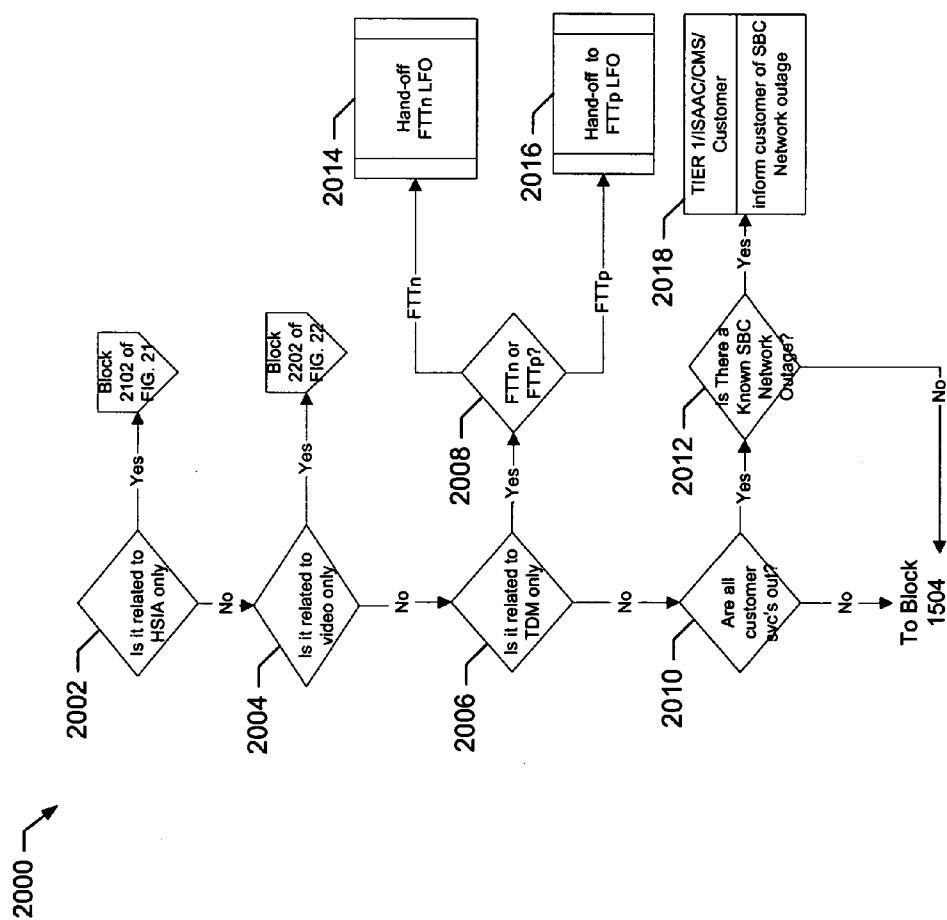 2000
2002
Is it related to
HSIA only
Yes
Block
2102 of
FIG. 21
No
2004
Is it related to
video only
Yes
Block
2202 of
FIG. 22
No
2006
Is it related to
TDM only
Yes
2008
FTTn or
FTTp?
FTTn
2014
Hand-off
FTTn LFO
FTTp
2016
Hand-off to
FTTp LFO
No
2010
Are all
customer
svc's out?
Yes
2012
Is There a
Known SBC
Network
Outage?
Yes
2018
TIER 1/ISAAC/CMS/
Customer
inform customer of SBC
Network outage
No
No
To Block
1504